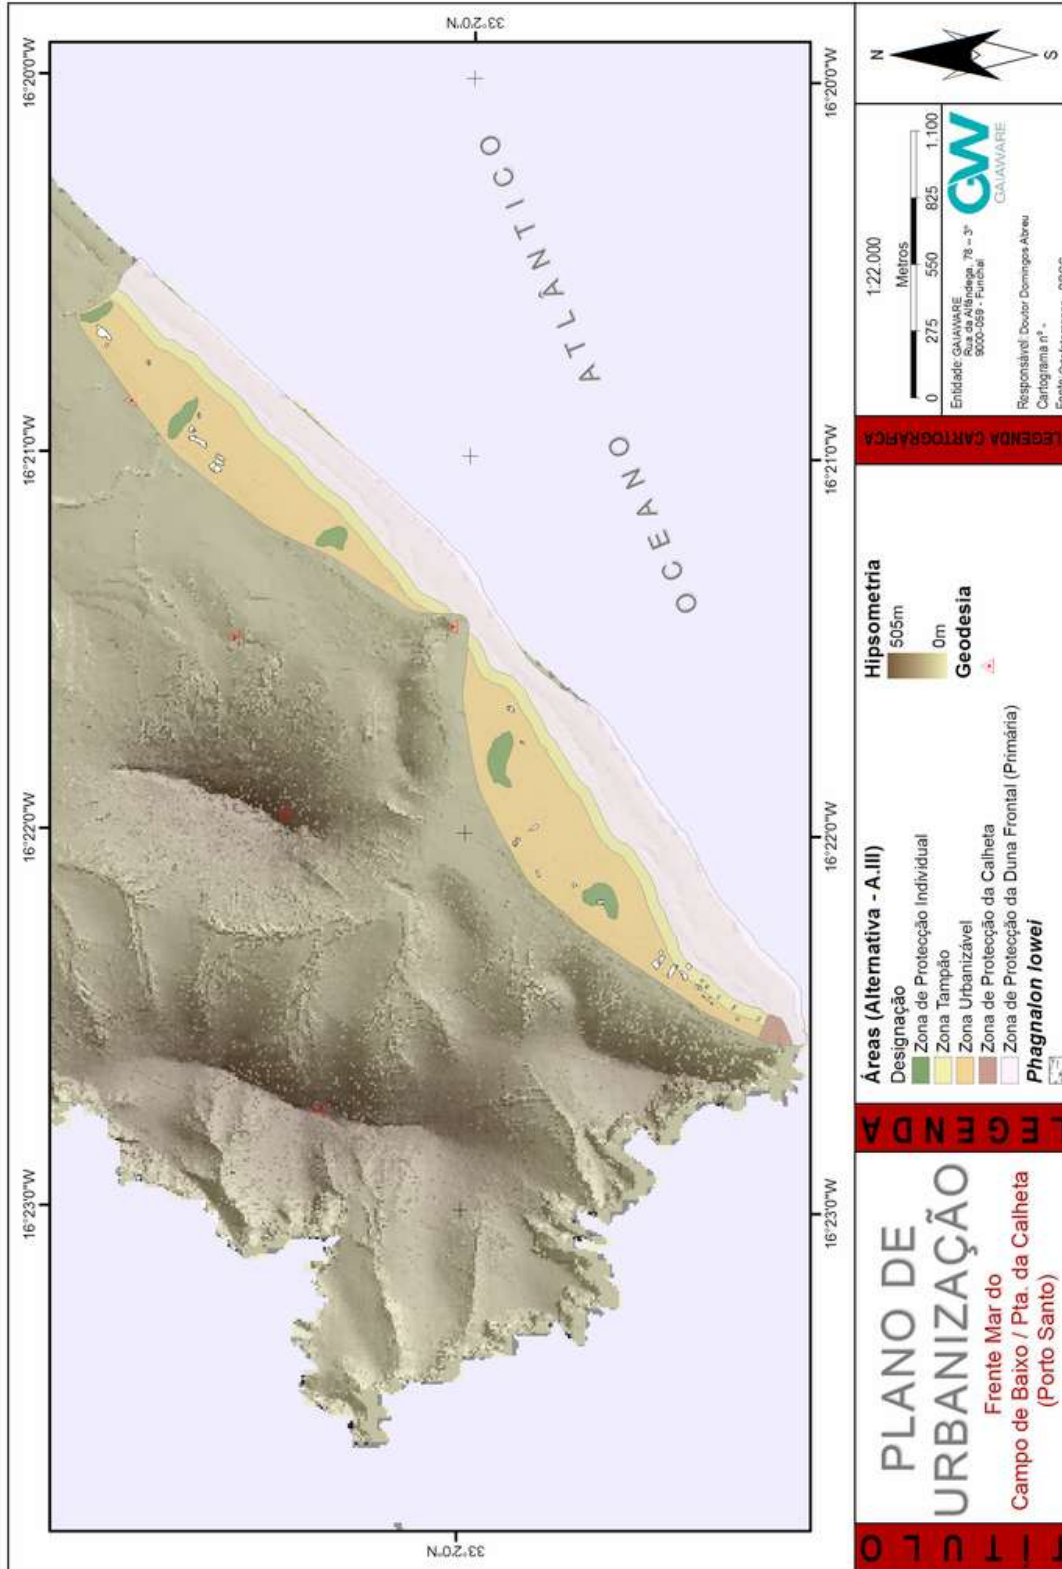 16°23'0"W
16°22'0"W
16°21'0"W
16°20'0"W
33°2'0"N
33°2'0"N
OCEANO ATLÂNTICO
16°23'0"W
16°22'0"W
16°21'0"W
16°20'0"W
TÍTULO
PLANO DE
URBANIZAÇÃO
Frente Mar do
Campo de Baixo / Pta. da Calheta
(Porto Santo)
LEGENDA
Áreas (Alternativa - A.III)
Designação
Zona de Protecção Individual
Zona Tampão
Zona Urbanizável
Zona de Protecção da Calheta
Zona de Protecção da Duna Frontal (Primária)
Phagnalon lowei
Hipsometria
505m
0m
Geodesia
LEGENDA CARTOGRÁFICA
1:22.000
Metros
0 275 550 825 1.100
Entidade: GAIAWARE
Rua da Alfândega, 78 – 3º
9000-059 - Funchal
GW
GAIAWARE
Responsável: Doutor Domingos Abreu
Cartograma nº -
N
S